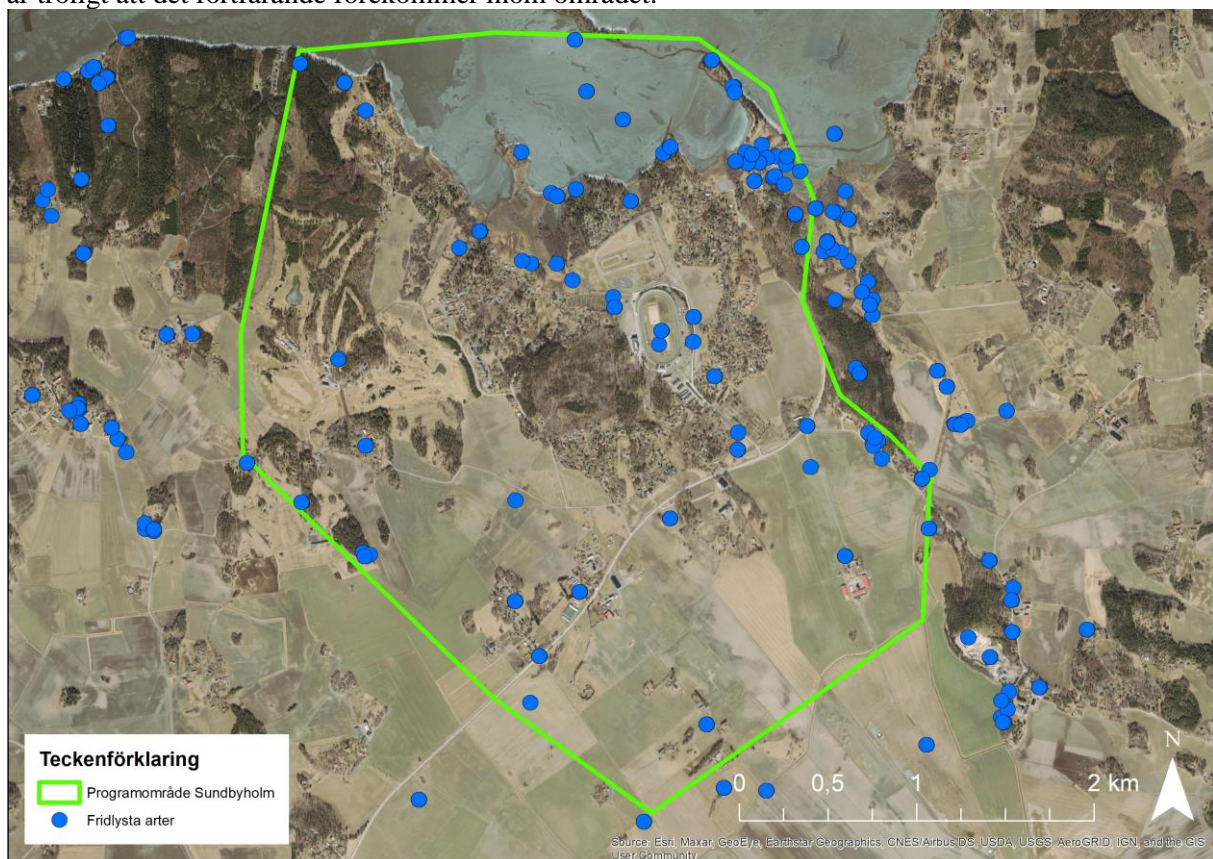 är troligt att det fortfarande förekommer inom området.
Teckenförklaring
Programområde Sundbyholm
Fridlysta arter
N
0 0,5 1 2 km
Source: Esri, Maxar, GeoEye, Earthstar Geographics, CNES/Airbus DS, USDA, USGS, AeroGRID, IGN, and the GIS
User Community